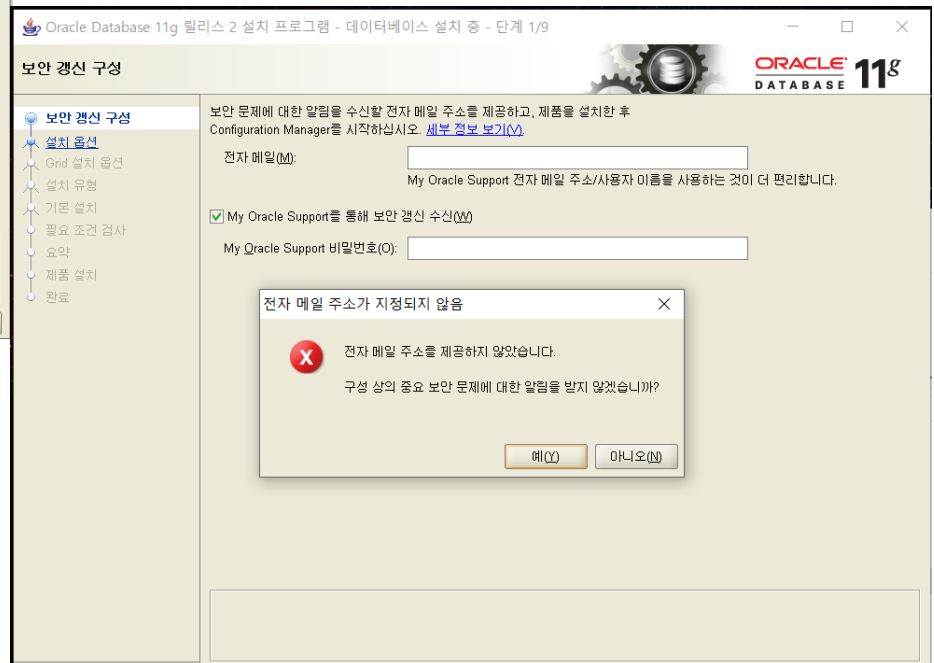 Oracle Database 11g 릴리스 2 설치 프로그램 - 데이터베이스 설치 중 - 단계 1/9
보안 갱신 구성
ORACLE
DATABASE
11g
보안 갱신 구성
설치 옵션
Grid 설치 옵션
설치 유형
기본 설치
필요 조건 검사
요약
제품 설치
완료
보안 문제에 대한 알림을 수신할 전자 메일 주소를 제공하고, 제품을 설치한 후
Configuration Manager를 시작하십시오. 세부 정보 보기(V).
전자 메일(M):
My Oracle Support 전자 메일 주소/사용자 이름을 사용하는 것이 더 편리합니다.
My Oracle Support를 통해 보안 갱신 수신(W)
My Oracle Support 비밀번호(O):
전자 메일 주소가 지정되지 않음
전자 메일 주소를 제공하지 않았습니다.
구성 상의 중요 보안 문제에 대한 알림을 받지 않겠습니까?
예(Y)
아니오(N)